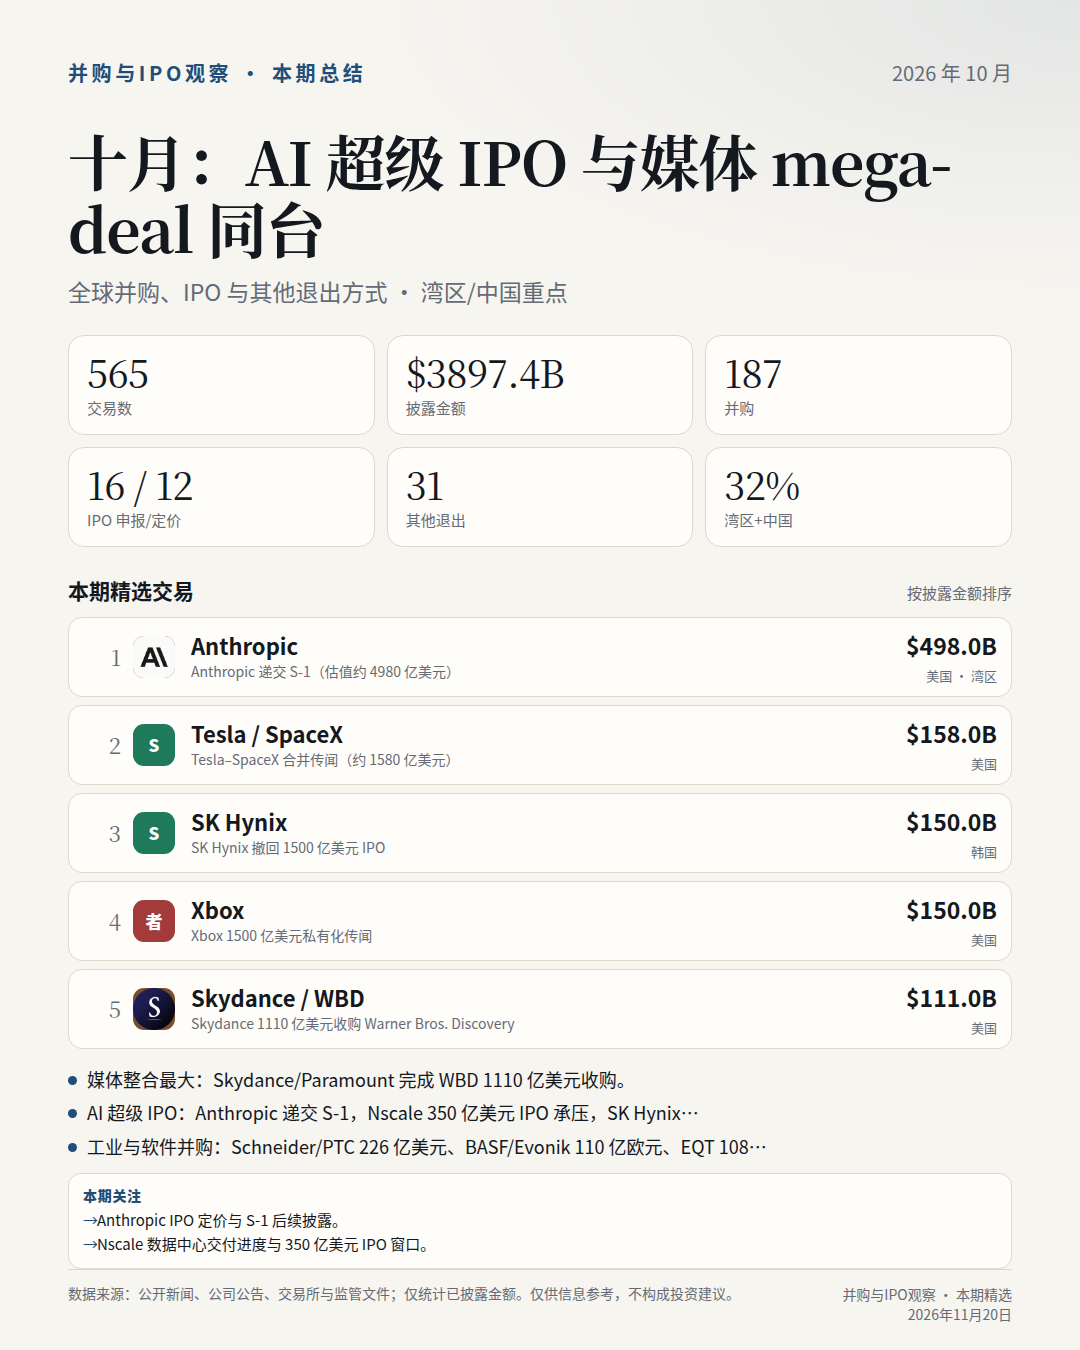 并购与IPO观察 · 本期总结
2026 年 10 月
十月：AI 超级 IPO 与媒体 mega-
deal 同台
全球并购、IPO 与其他退出方式 · 湾区/中国重点
565
交易数
$3897.4B
披露金额
187
并购
16 / 12
IPO 申报/定价
31
其他退出
32%
湾区+中国
本期精选交易
按披露金额排序
1
Anthropic
Anthropic 递交 S-1（估值约 4980 亿美元）
$498.0B
美国 · 湾区
2
S
Tesla / SpaceX
Tesla–SpaceX 合并传闻（约 1580 亿美元）
$158.0B
美国
3
S
SK Hynix
SK Hynix 撤回 1500 亿美元 IPO
$150.0B
韩国
4
者
Xbox
Xbox 1500 亿美元私有化传闻
$150.0B
美国
5
S
Skydance / WBD
Skydance 1110 亿美元收购 Warner Bros. Discovery
$111.0B
美国
媒体整合最大：Skydance/Paramount 完成 WBD 1110 亿美元收购。
AI 超级 IPO：Anthropic 递交 S-1，Nscale 350 亿美元 IPO 承压，SK Hynix…
工业与软件并购：Schneider/PTC 226 亿美元、BASF/Evonik 110 亿欧元、EQT 108…
本期关注
→Anthropic IPO 定价与 S-1 后续披露。
→Nscale 数据中心交付进度与 350 亿美元 IPO 窗口。
数据来源：公开新闻、公司公告、交易所与监管文件；仅统计已披露金额。仅供信息参考，不构成投资建议。
并购与IPO观察 · 本期精选
2026年11月20日